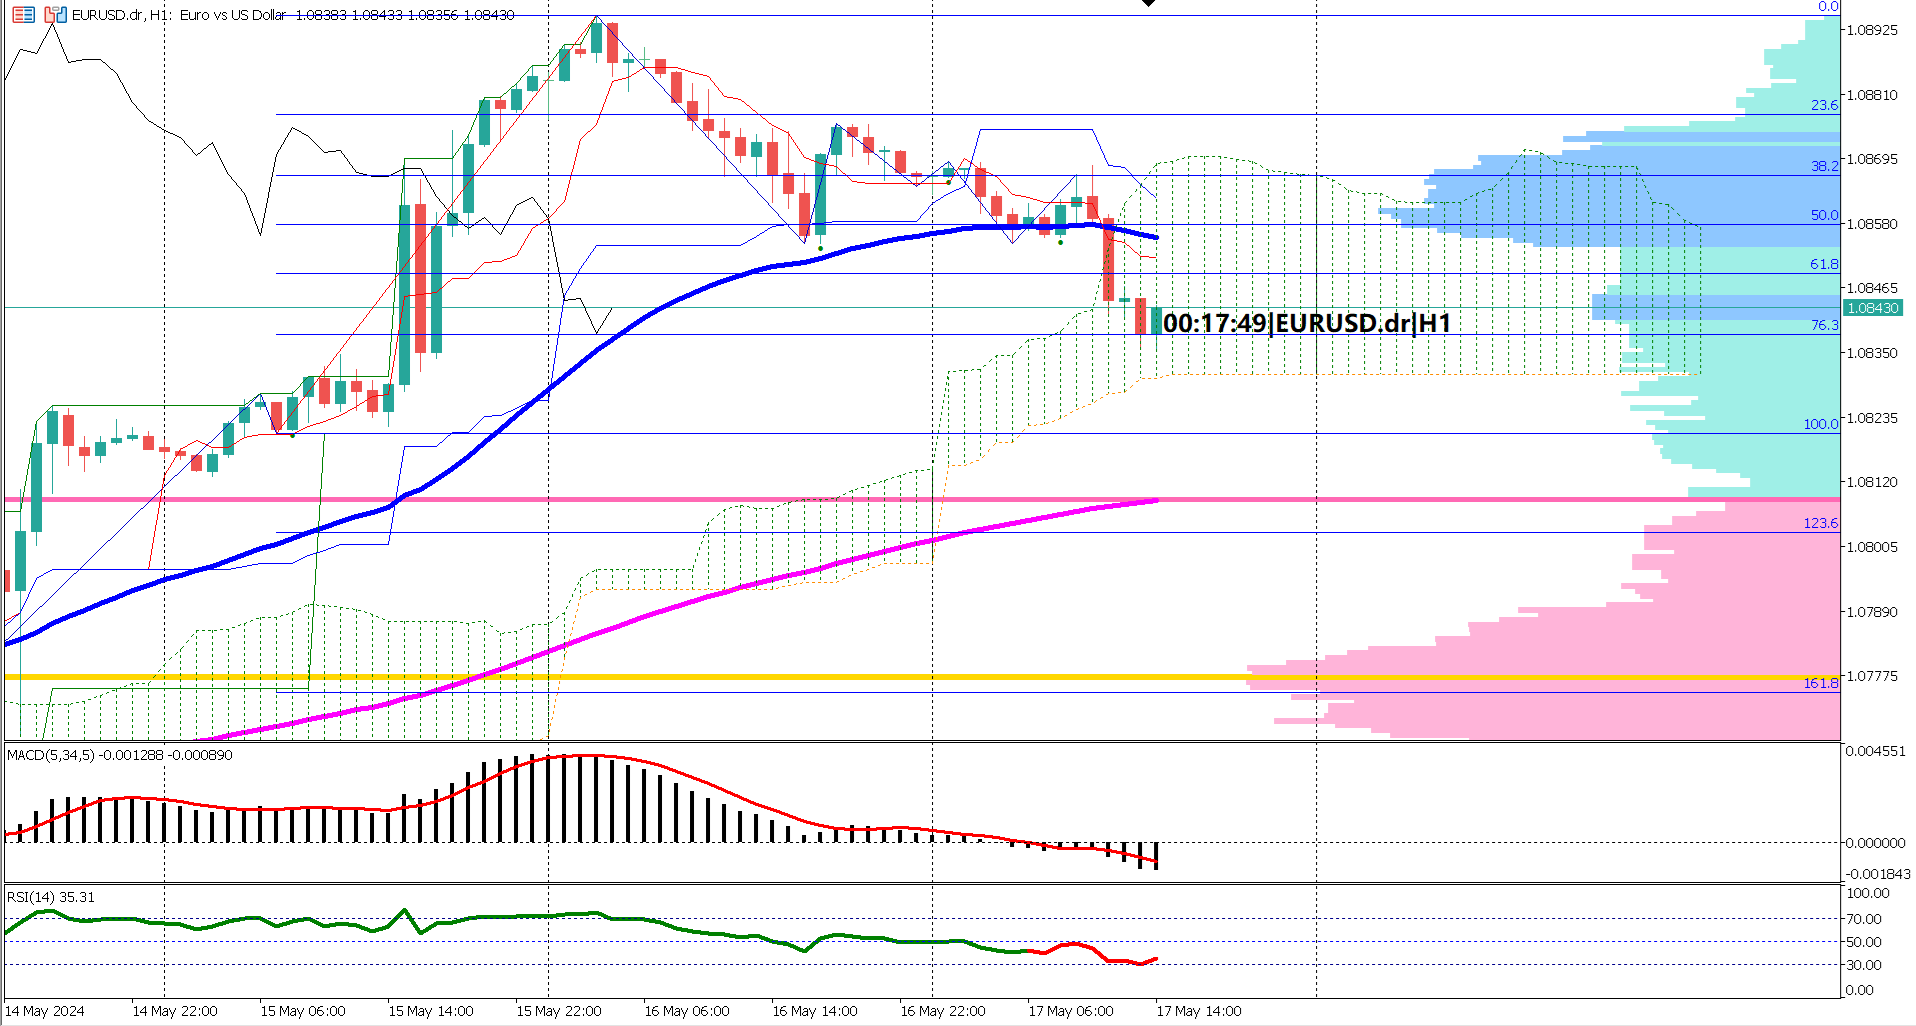 EURUSD.dr, H1: Euro vs US Dollar 1.08383 1.08433 1.08356 1.08430
0.0
1.08925
1.08810
23.6
1.08695
38.2
50.0
1.08580
61.8
1.08465
1.08430
00:17:49|EURUSD.dr|H1
76.3
1.08350
1.08235
100.0
1.08120
123.6
1.08005
1.07890
1.07775
161.8
MACD(5,34,5) -0.001288 -0.000890
0.004551
0.000000
-0.001843
RSI(14) 35.31
100.00
70.00
50.00
30.00
0.00
14 May 2024
14 May 22:00
15 May 06:00
15 May 14:00
15 May 22:00
16 May 06:00
16 May 14:00
16 May 22:00
17 May 06:00
17 May 14:00